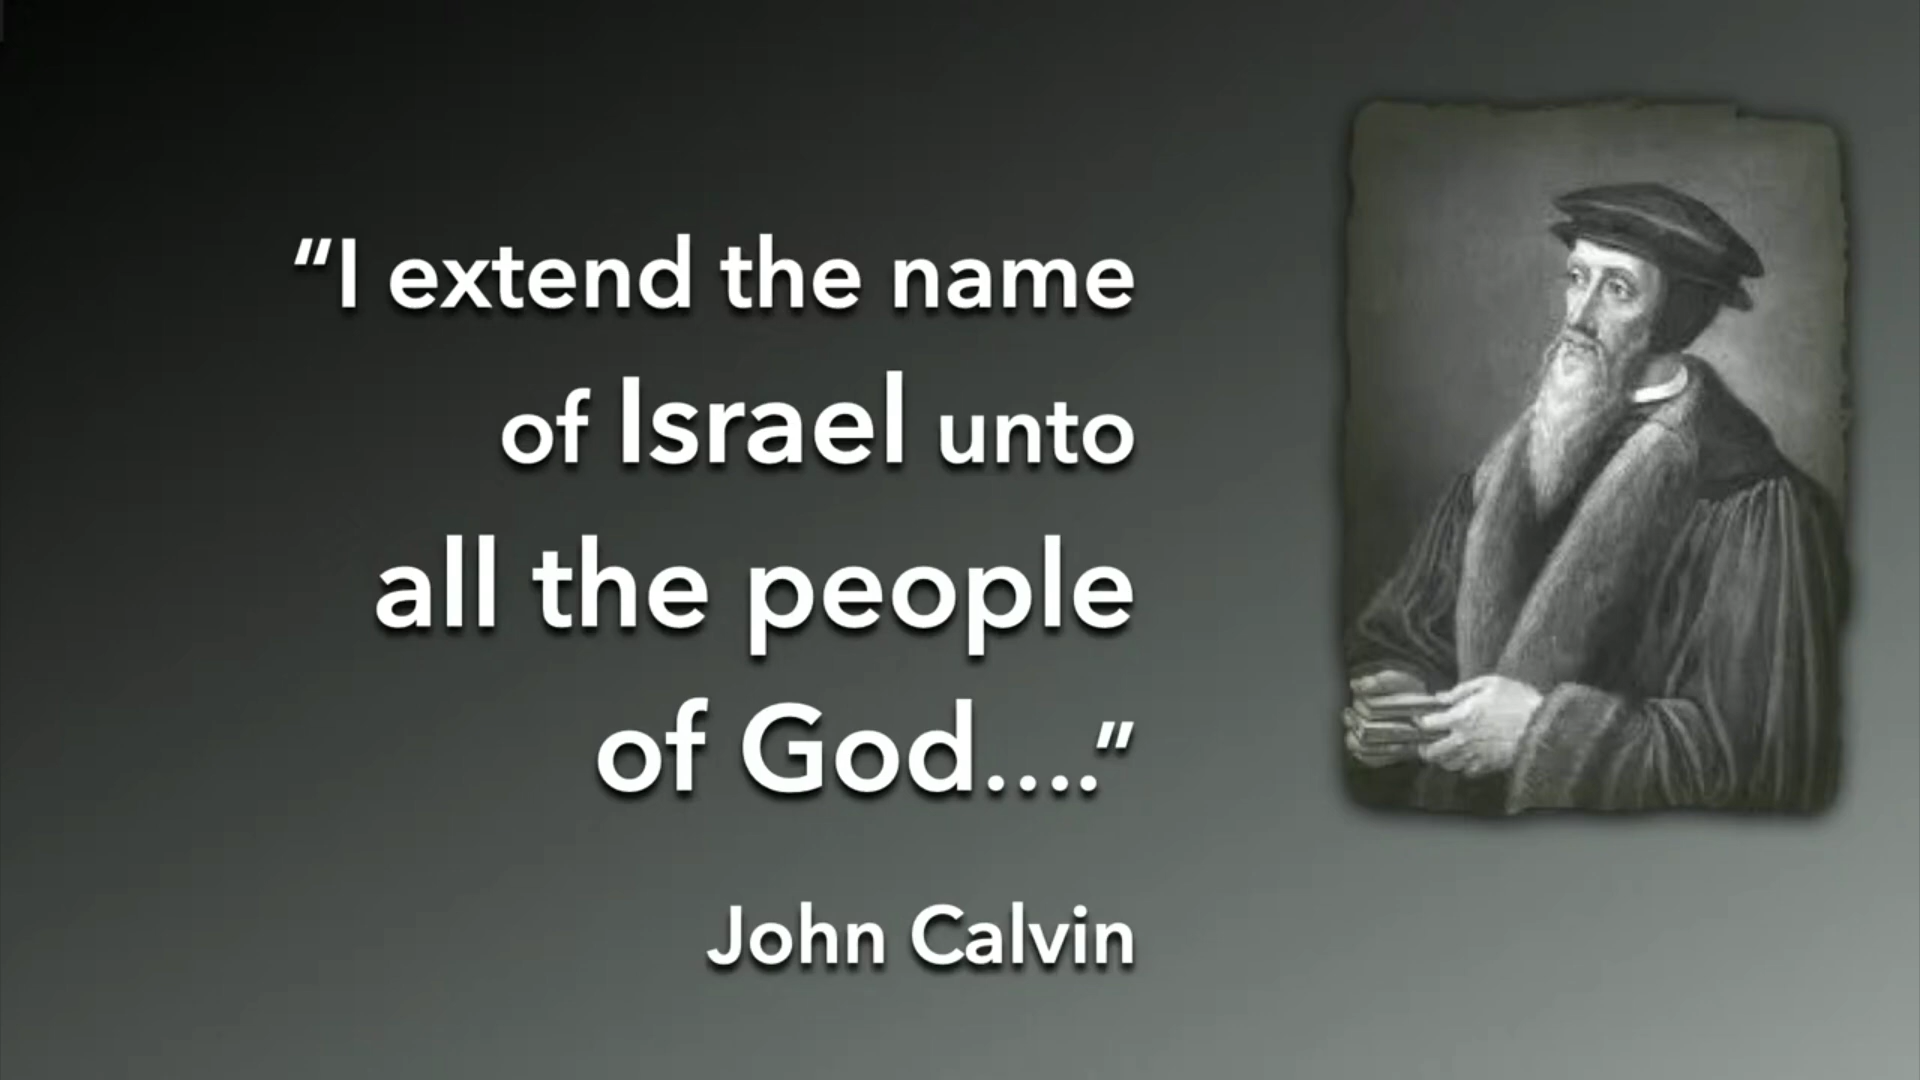 “I extend the name
of Israel unto
all the people
of God....”
John Calvin